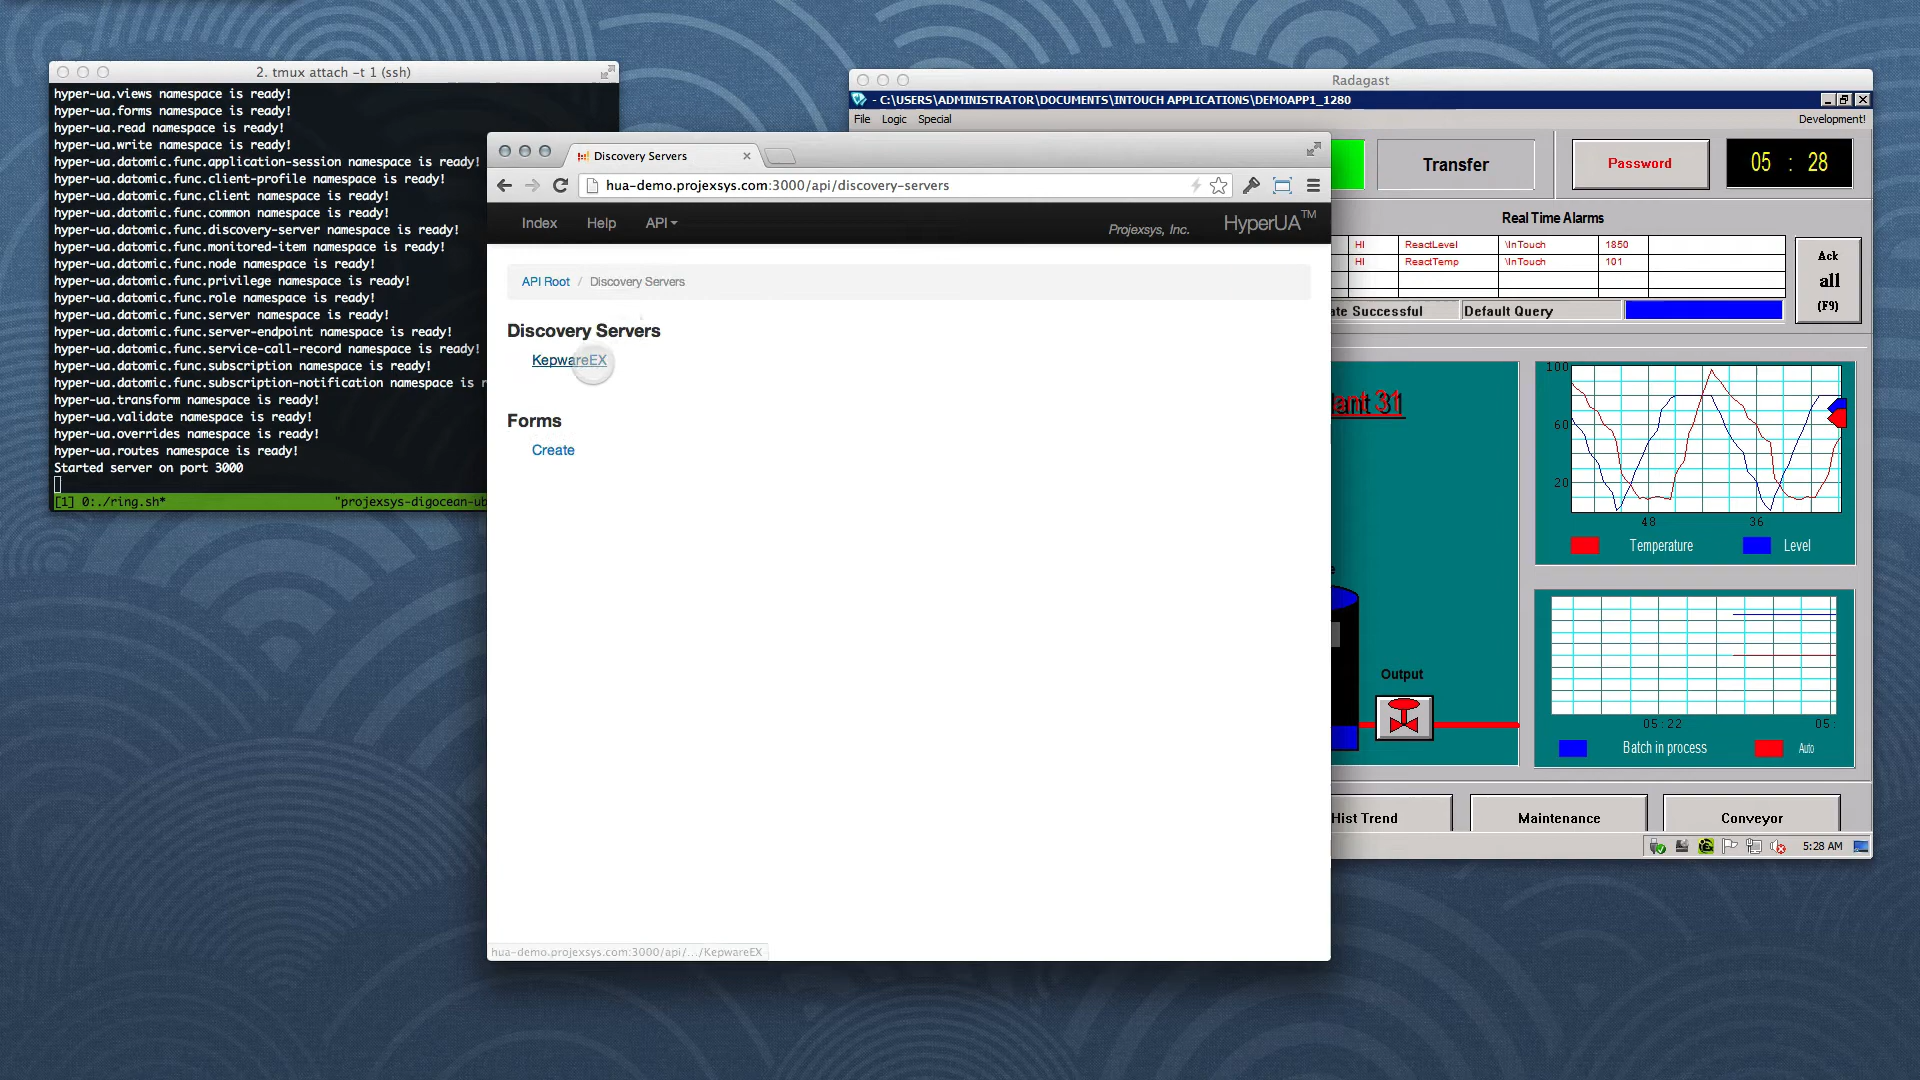 2. tmux attach -t 1 (ssh)
hyper-ua.views namespace is ready!
hyper-ua.forms namespace is ready!
hyper-ua.read namespace is ready!
hyper-ua.write namespace is ready!
hyper-ua.datomic.func.application-session namespace is ready!
hyper-ua.datomic.func.client-profile namespace is ready!
hyper-ua.datomic.func.client namespace is ready!
hyper-ua.datomic.func.common namespace is ready!
hyper-ua.datomic.func.discovery-server namespace is ready!
hyper-ua.datomic.func.monitored-item namespace is ready!
hyper-ua.datomic.func.node namespace is ready!
hyper-ua.datomic.func.privilege namespace is ready!
hyper-ua.datomic.func.role namespace is ready!
hyper-ua.datomic.func.server namespace is ready!
hyper-ua.datomic.func.server-endpoint namespace is ready!
hyper-ua.datomic.func.service-call-record namespace is ready!
hyper-ua.datomic.func.subscription namespace is ready!
hyper-ua.datomic.func.subscription-notification namespace is r
hyper-ua.transform namespace is ready!
hyper-ua.validate namespace is ready!
hyper-ua.overrides namespace is ready!
hyper-ua.routes namespace is ready!
Started server on port 3000
[1] 0:./ring.sh* "projexsys-digocean-ub
Discovery Servers
hua-demo.projexsys.com:3000/api/discovery-servers
Index Help API Projexsys, Inc. HyperUA™
API Root / Discovery Servers
Discovery Servers
KepwareEX
Forms
Create
hua-demo.projexsys.com:3000/api/.../KepwareEX
Radagast
- C:\USERS\ADMINISTRATOR\DOCUMENTS\INTOUCH APPLICATIONS\DEMOAPP1_1280
File Logic Special Development!
Transfer Password 05 : 28
Real Time Alarms
HI ReactLevel \InTouch 1850
HI ReactTemp \InTouch 101
Ack
all
(F9)
te Successful Default Query
lant 31
100
60
20
48 36
Temperature Level
Output
05:22 05:
Batch in process Auto
Hist Trend Maintenance Conveyor
5:28 AM